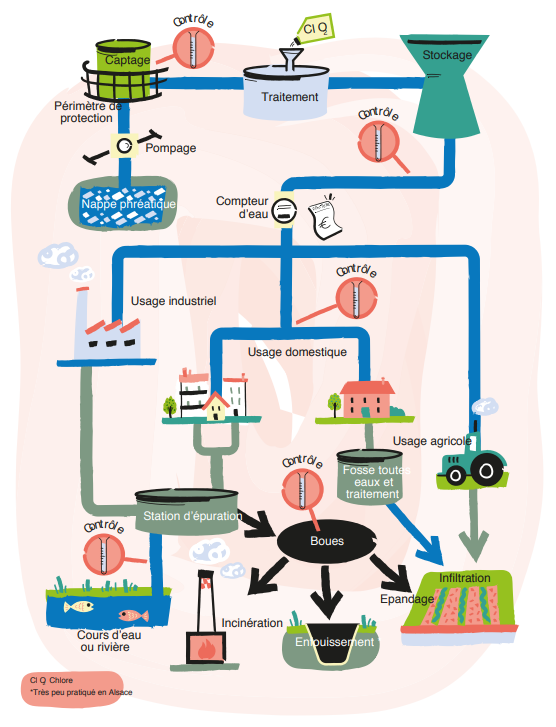 Contrôle
Cl O2
Captage
Stockage
Traitement
Périmètre de
protection
Contrôle
Pompage
Nappe phréatique
Compteur
d'eau
€
Contrôle
Usage industriel
Usage domestique
Usage agricole
Contrôle
Fosse toutes
eaux et
traitement
Station d'épuration
Contrôle
Boues
Infiltration
Epandage
Incinération
Cours d'eau
ou rivière
Enfouissement
Cl O2 Chlore
*Très peu pratiqué en Alsace